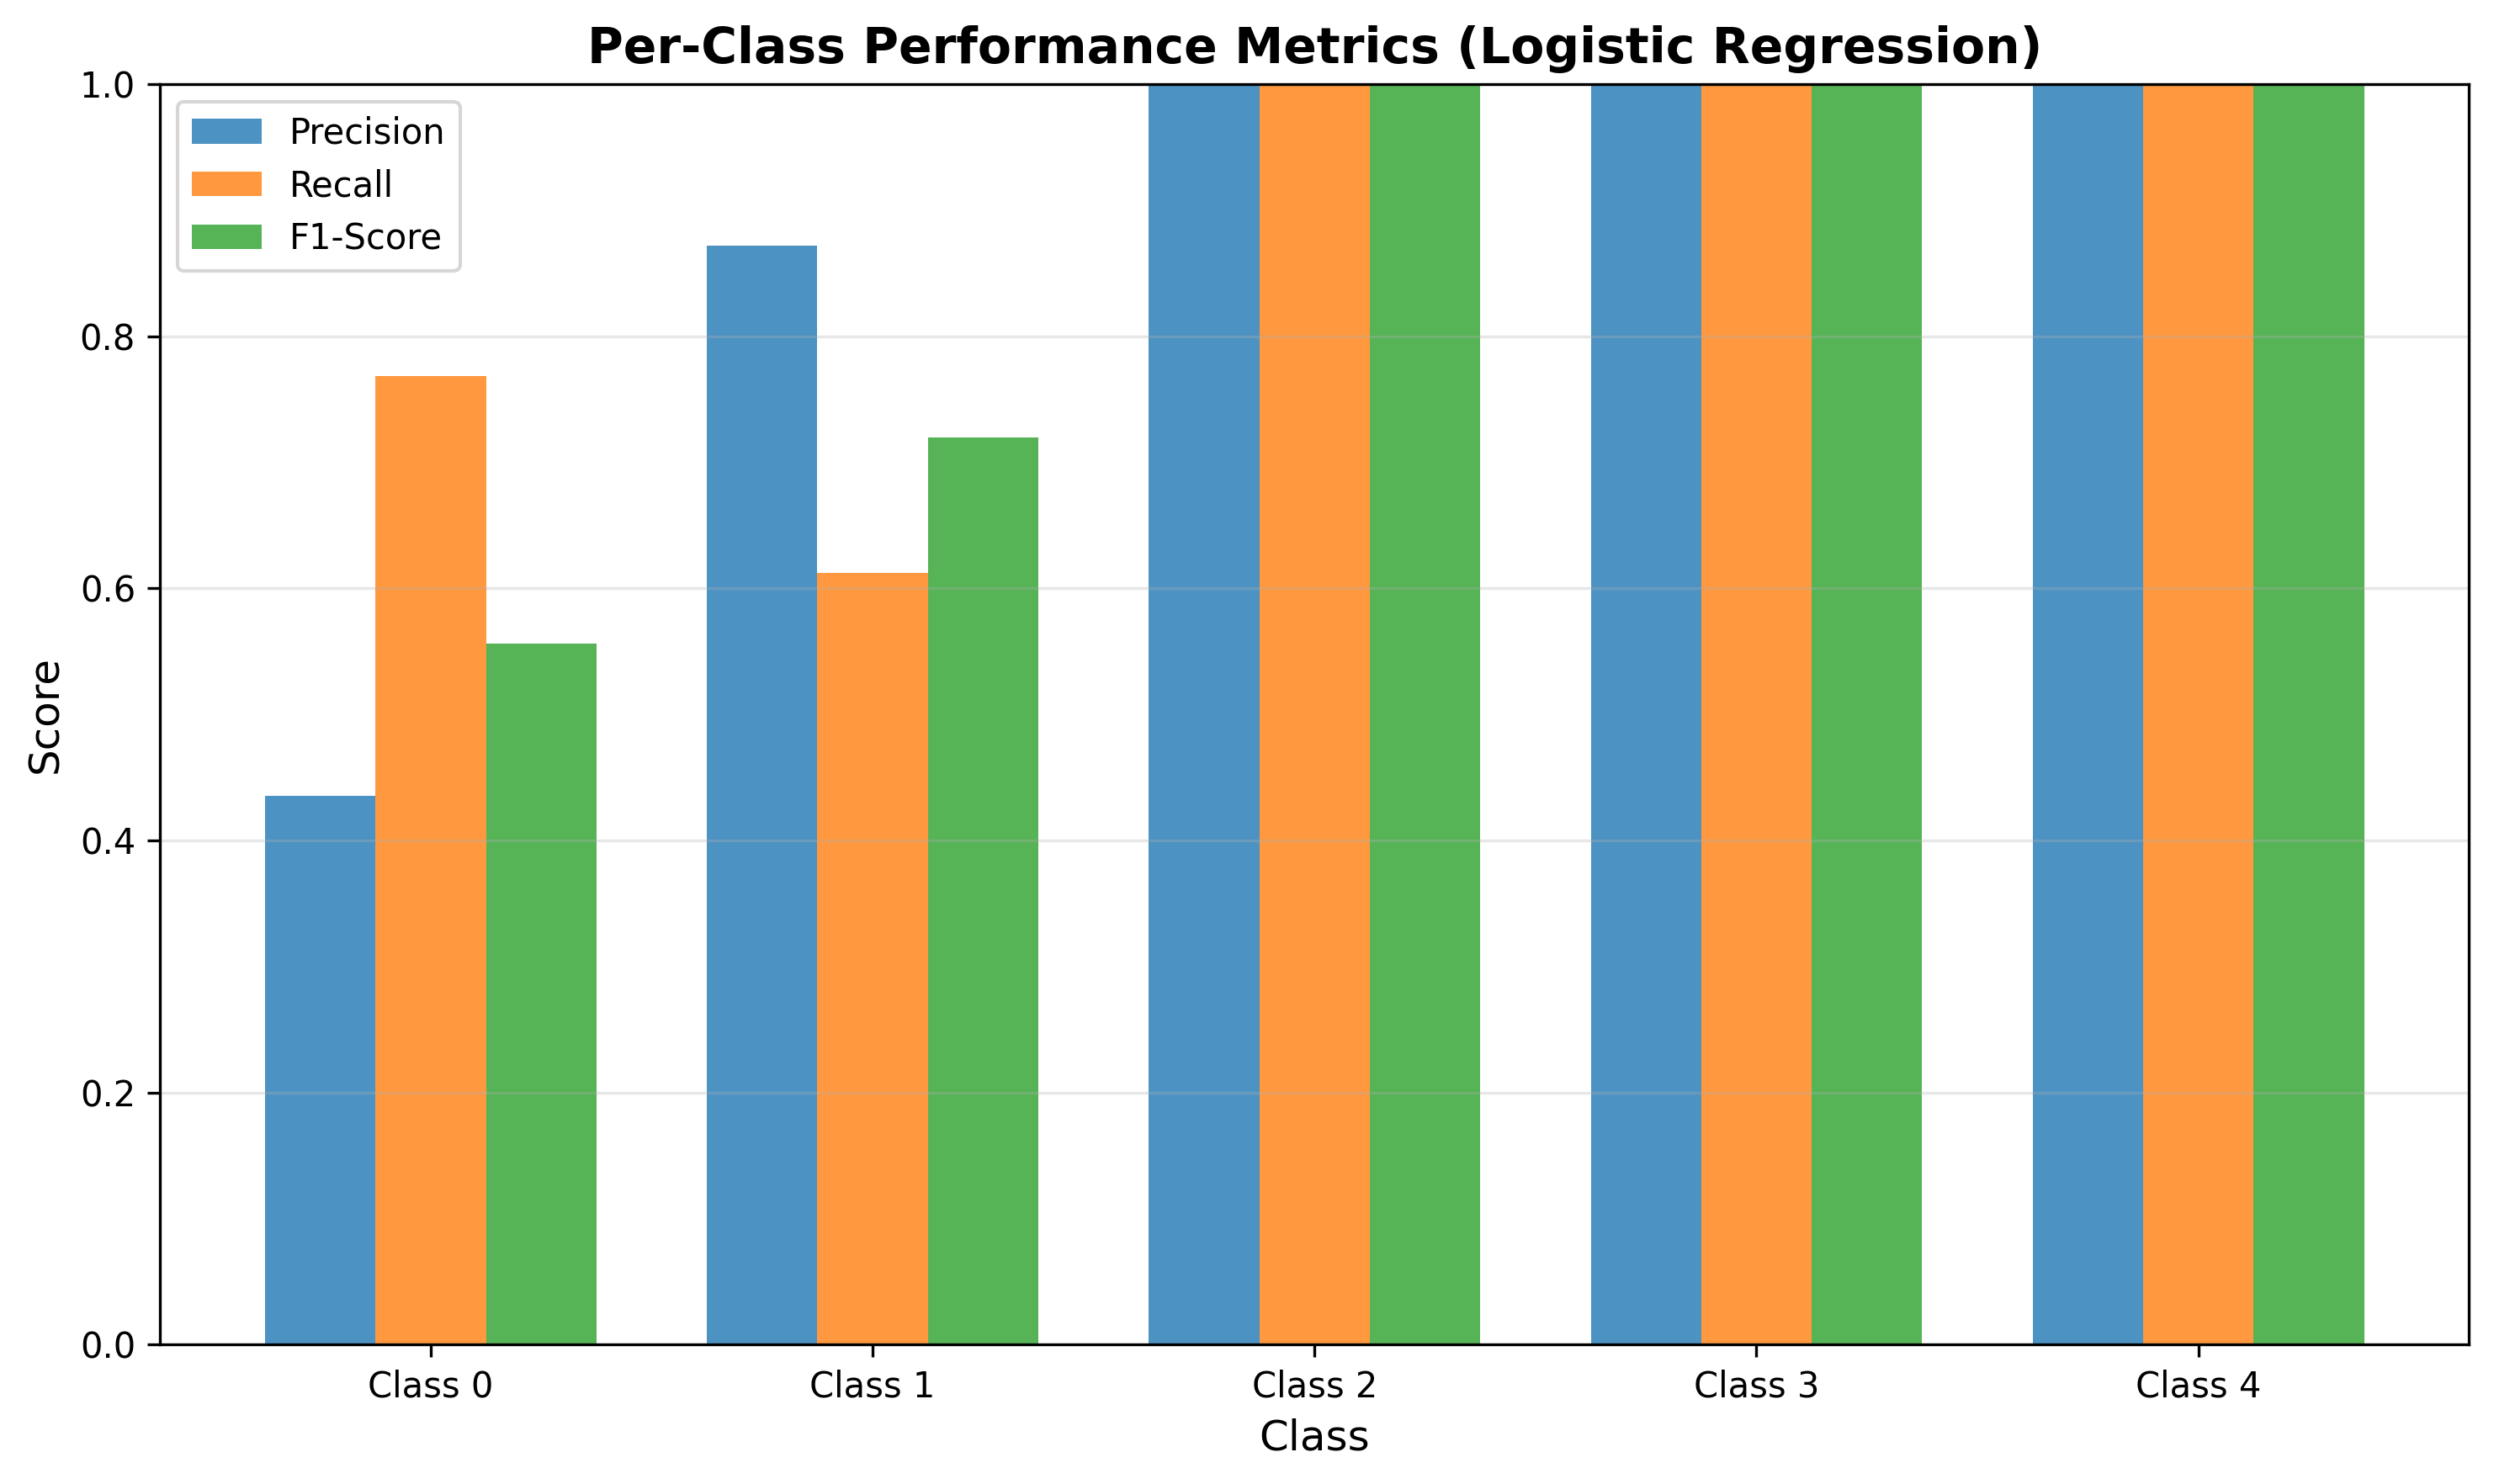 Per-Class Performance Metrics (Logistic Regression)
1.0
0.8
0.6
0.4
0.2
0.0
Score
Precision
Recall
F1-Score
Class 0
Class 1
Class 2
Class 3
Class 4
Class